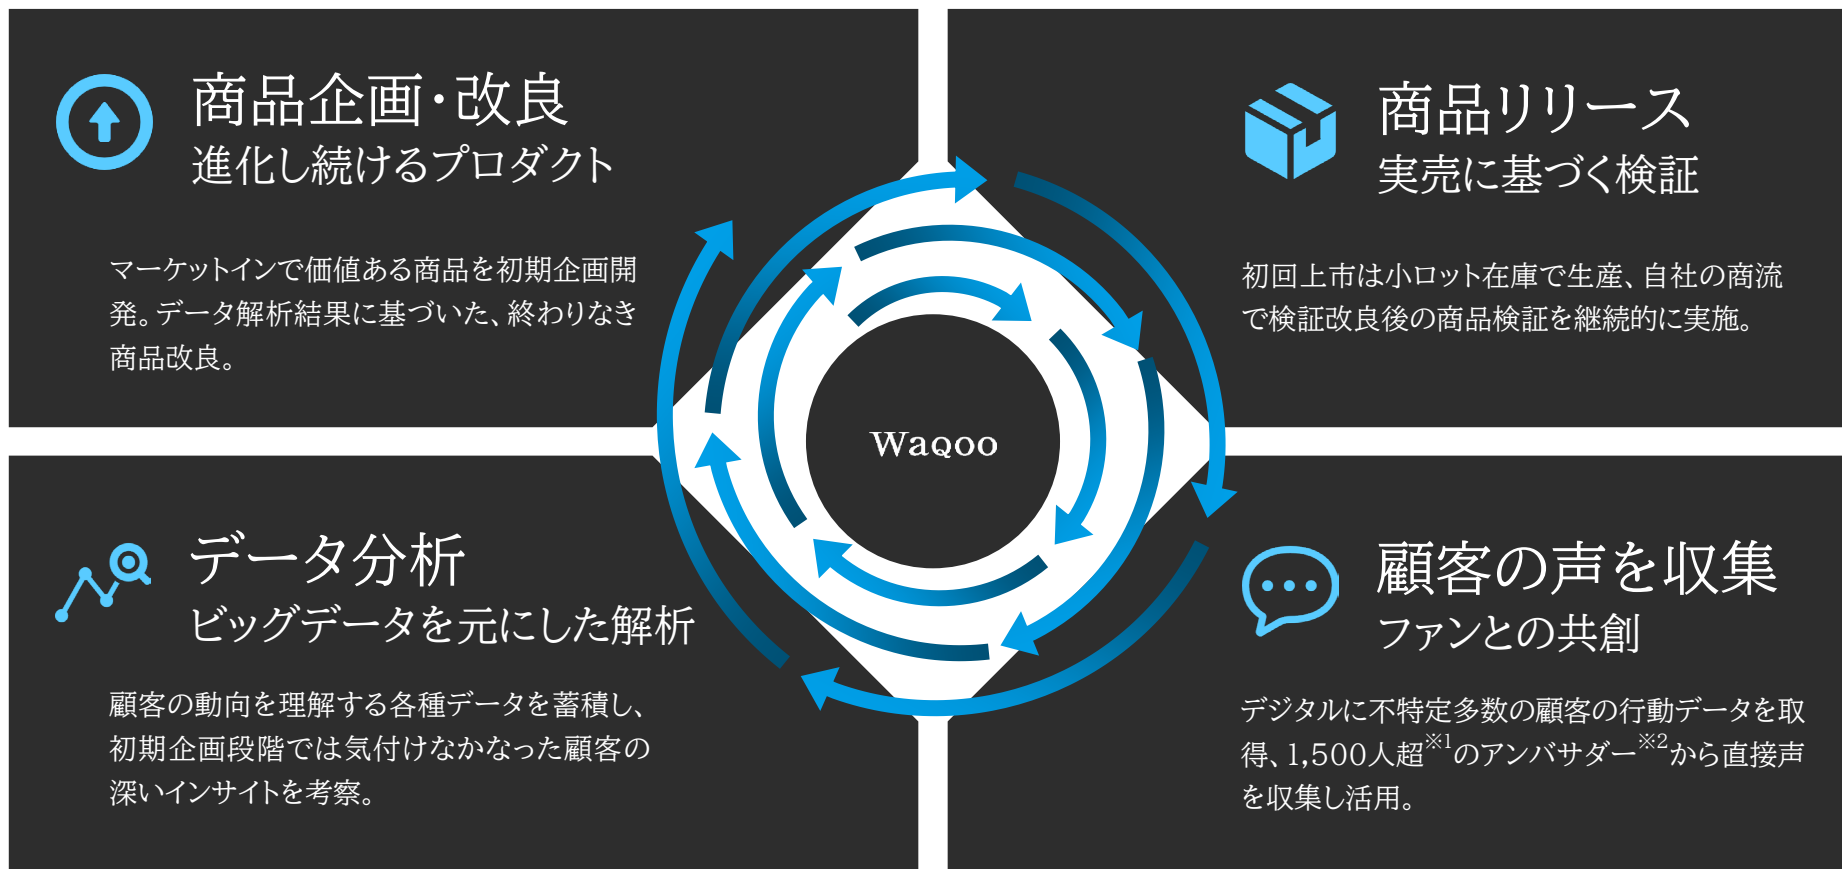 商品企画・改良
進化し続けるプロダクト
マーケットインで価値ある商品を初期企画開
発。データ解析結果に基づいた、終わりなき
商品改良。
商品リリース
実売に基づく検証
初回上市は小ロット在庫で生産、自社の商流
で検証改良後の商品検証を継続的に実施。
Waqoo
データ分析
ビッグデータを元にした解析
顧客の動向を理解する各種データを蓄積し、
初期企画段階では気付けなかなった顧客の
深いインサイトを考察。
顧客の声を収集
ファンとの共創
デジタルに不特定多数の顧客の行動データを取
得、1,500人超※1のアンバサダー※2から直接声
を収集し活用。